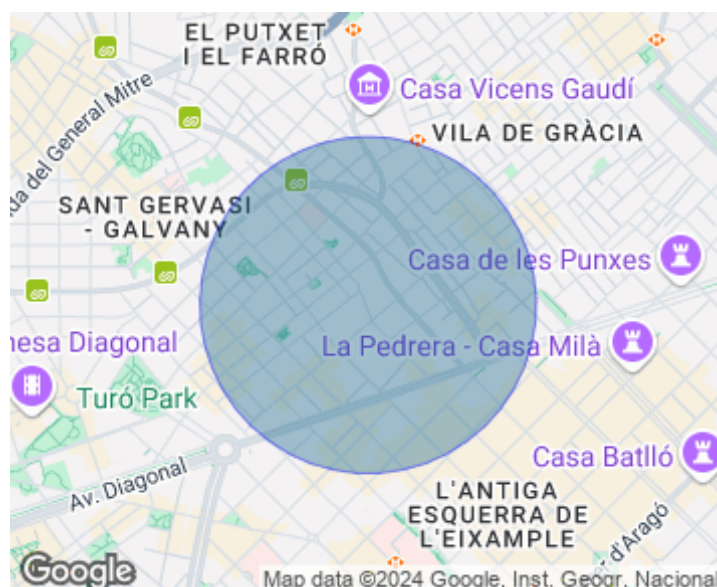 EL PUTXET
I EL FARRÓ
Casa Vicens Gaudí
VILA DE GRÀCIA
da del General Mitre
SANT GERVASI
- GALVANY
Casa de les Punxes
nesa Diagonal
La Pedrera - Casa Milà
Turó Park
Casa Batlló
Av. Diagonal
L'ANTIGA
ESQUERRA DE
L'EIXAMPLE
r d'Aragó
Google
Map data ©2024 Google, Inst. Geogr. Nacional